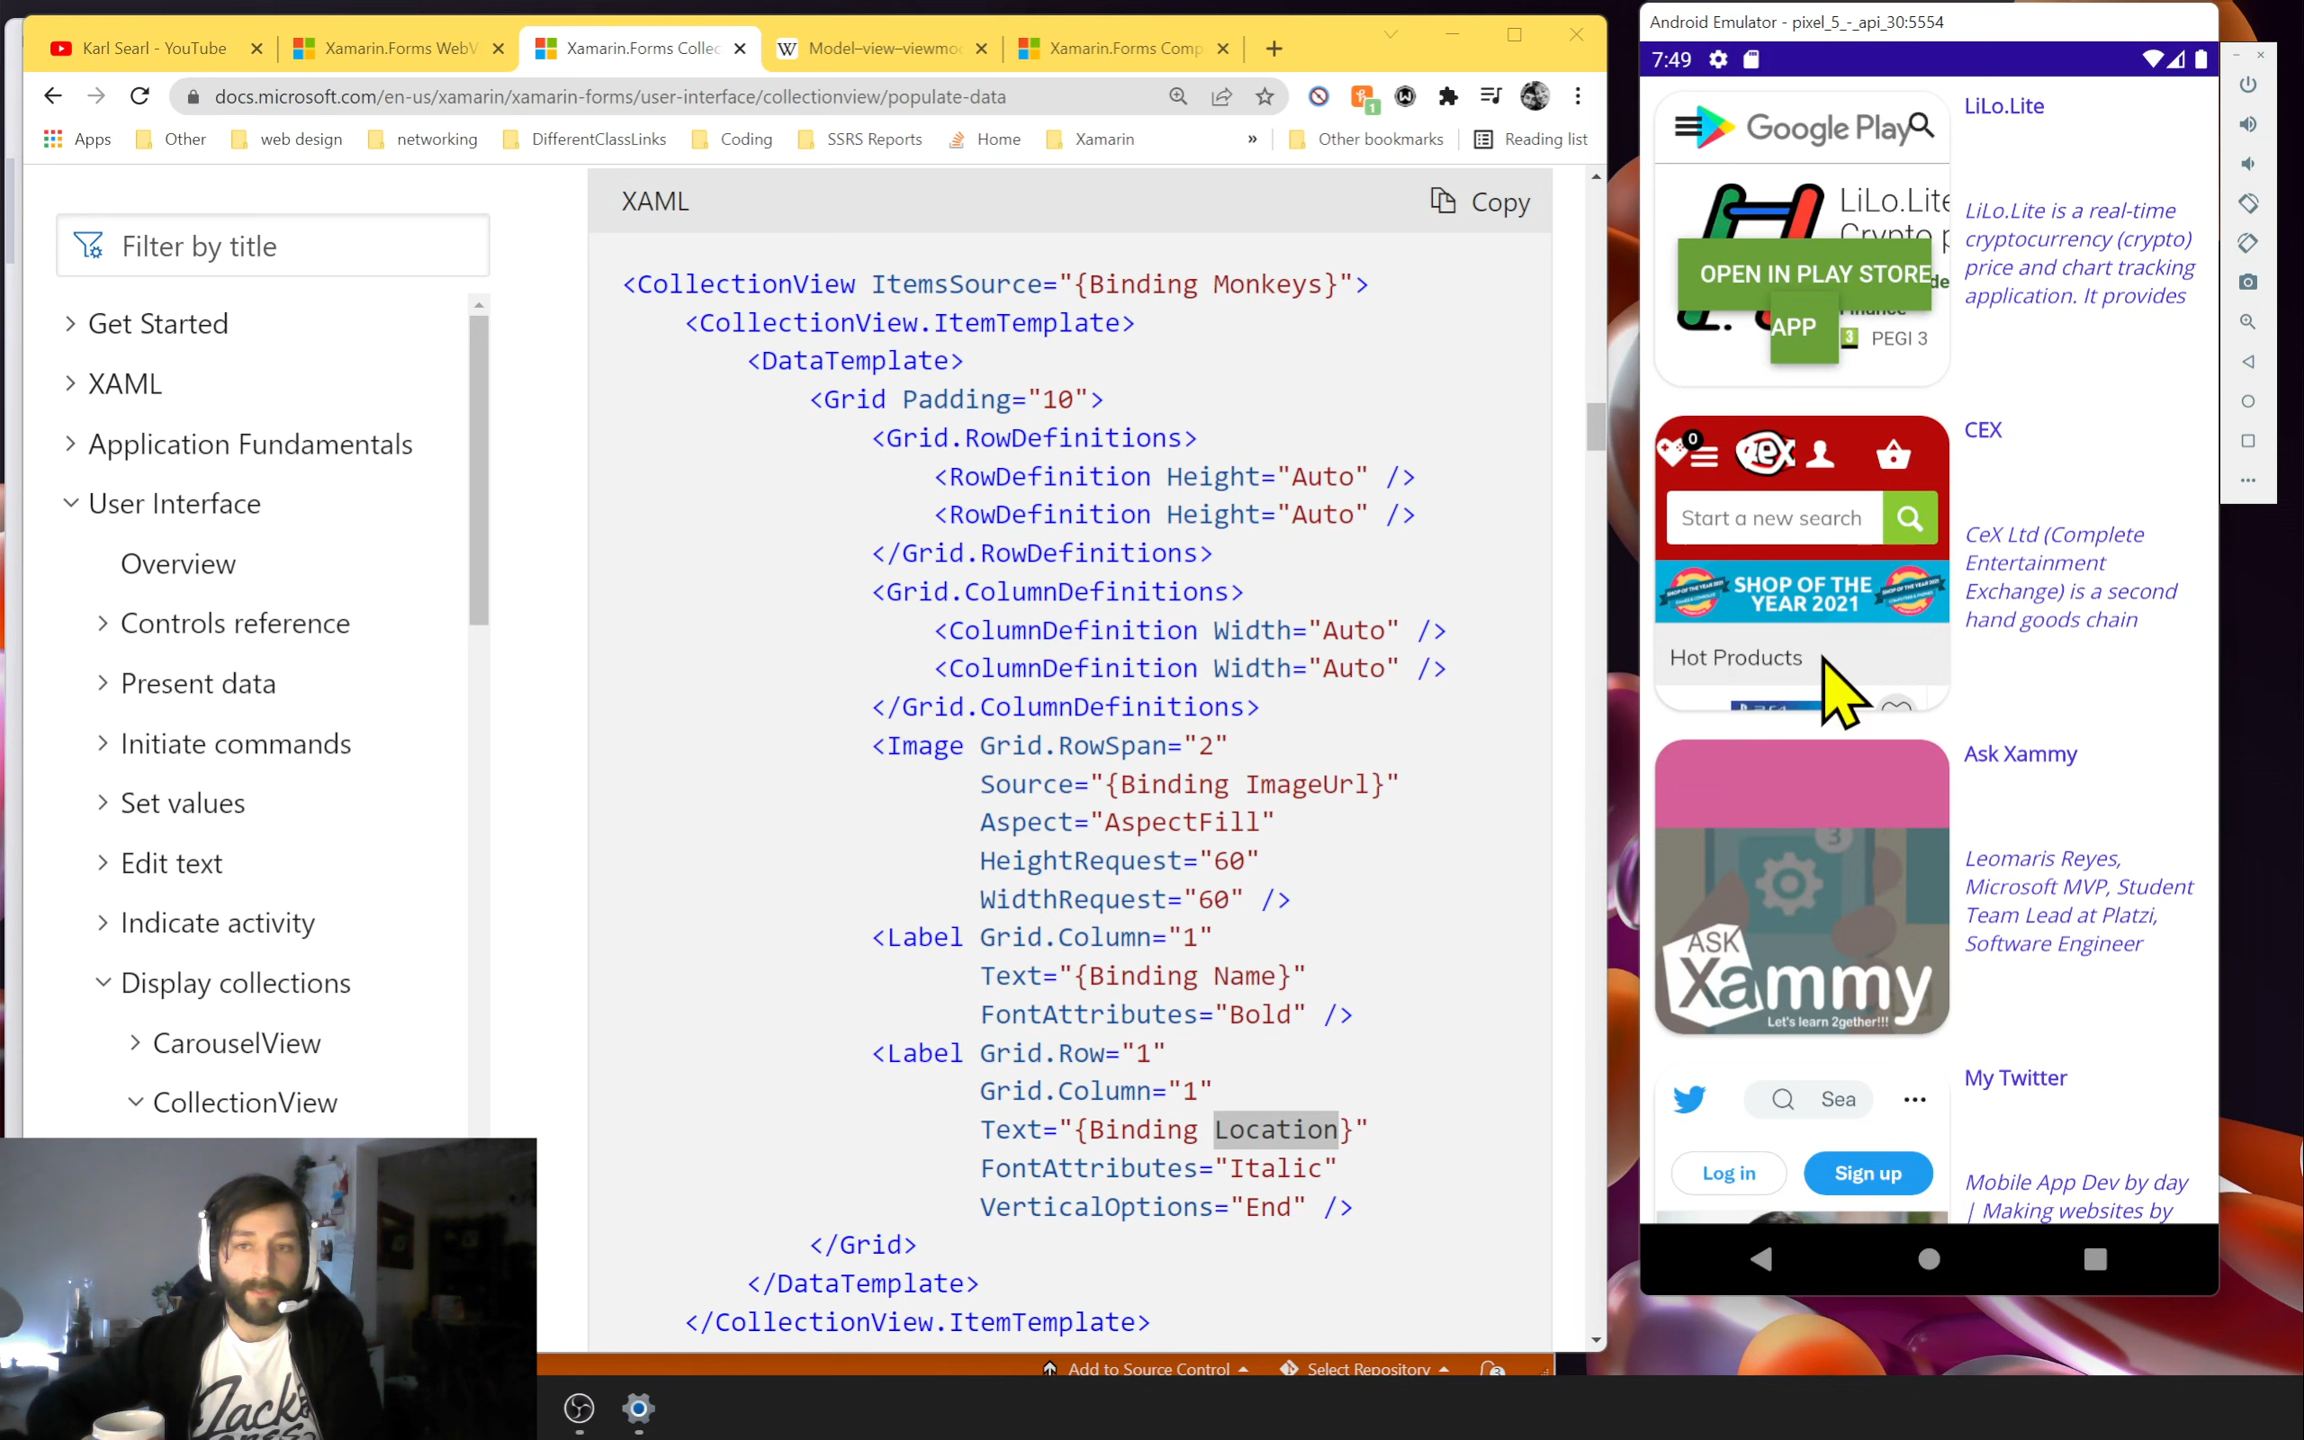 Karl Searl - YouTube
Xamarin.Forms WebV
Xamarin.Forms Collec
Model–view–viewmo
Xamarin.Forms Comp
docs.microsoft.com/en-us/xamarin/xamarin-forms/user-interface/collectionview/populate-data
1
Apps
Other
web design
networking
DifferentClassLinks
Coding
SSRS Reports
Home
Xamarin
»
Other bookmarks
Reading list
Filter by title
Get Started
XAML
Application Fundamentals
User Interface
Overview
Controls reference
Present data
Initiate commands
Set values
Edit text
Indicate activity
Display collections
CarouselView
CollectionView
XAML
Copy
<CollectionView ItemsSource="{Binding Monkeys}">
<CollectionView.ItemTemplate>
<DataTemplate>
<Grid Padding="10">
<Grid.RowDefinitions>
<RowDefinition Height="Auto" />
<RowDefinition Height="Auto" />
</Grid.RowDefinitions>
<Grid.ColumnDefinitions>
<ColumnDefinition Width="Auto" />
<ColumnDefinition Width="Auto" />
</Grid.ColumnDefinitions>
<Image Grid.RowSpan="2"
Source="{Binding ImageUrl}"
Aspect="AspectFill"
HeightRequest="60"
WidthRequest="60" />
<Label Grid.Column="1"
Text="{Binding Name}"
FontAttributes="Bold" />
<Label Grid.Row="1"
Grid.Column="1"
Text="{Binding Location}"
FontAttributes="Italic"
VerticalOptions="End" />
</Grid>
</DataTemplate>
</CollectionView.ItemTemplate>
Add to Source Control
Select Repository
Android Emulator - pixel_5_-_api_30:5554
7:49
Google Play
LiLo.Lite
Crypto p
OPEN IN PLAY STORE
APP
3 PEGI 3
LiLo.Lite
LiLo.Lite is a real-time
cryptocurrency (crypto)
price and chart tracking
application. It provides
0
CeX
Start a new search
SHOP OF THE
YEAR 2021
Hot Products
CEX
CeX Ltd (Complete
Entertainment
Exchange) is a second
hand goods chain
3
ASK
Xammy
Let's learn 2gether!!!
Ask Xammy
Leomaris Reyes,
Microsoft MVP, Student
Team Lead at Platzi,
Software Engineer
Sea
Log in
Sign up
My Twitter
Mobile App Dev by day
| Making websites by
Jack